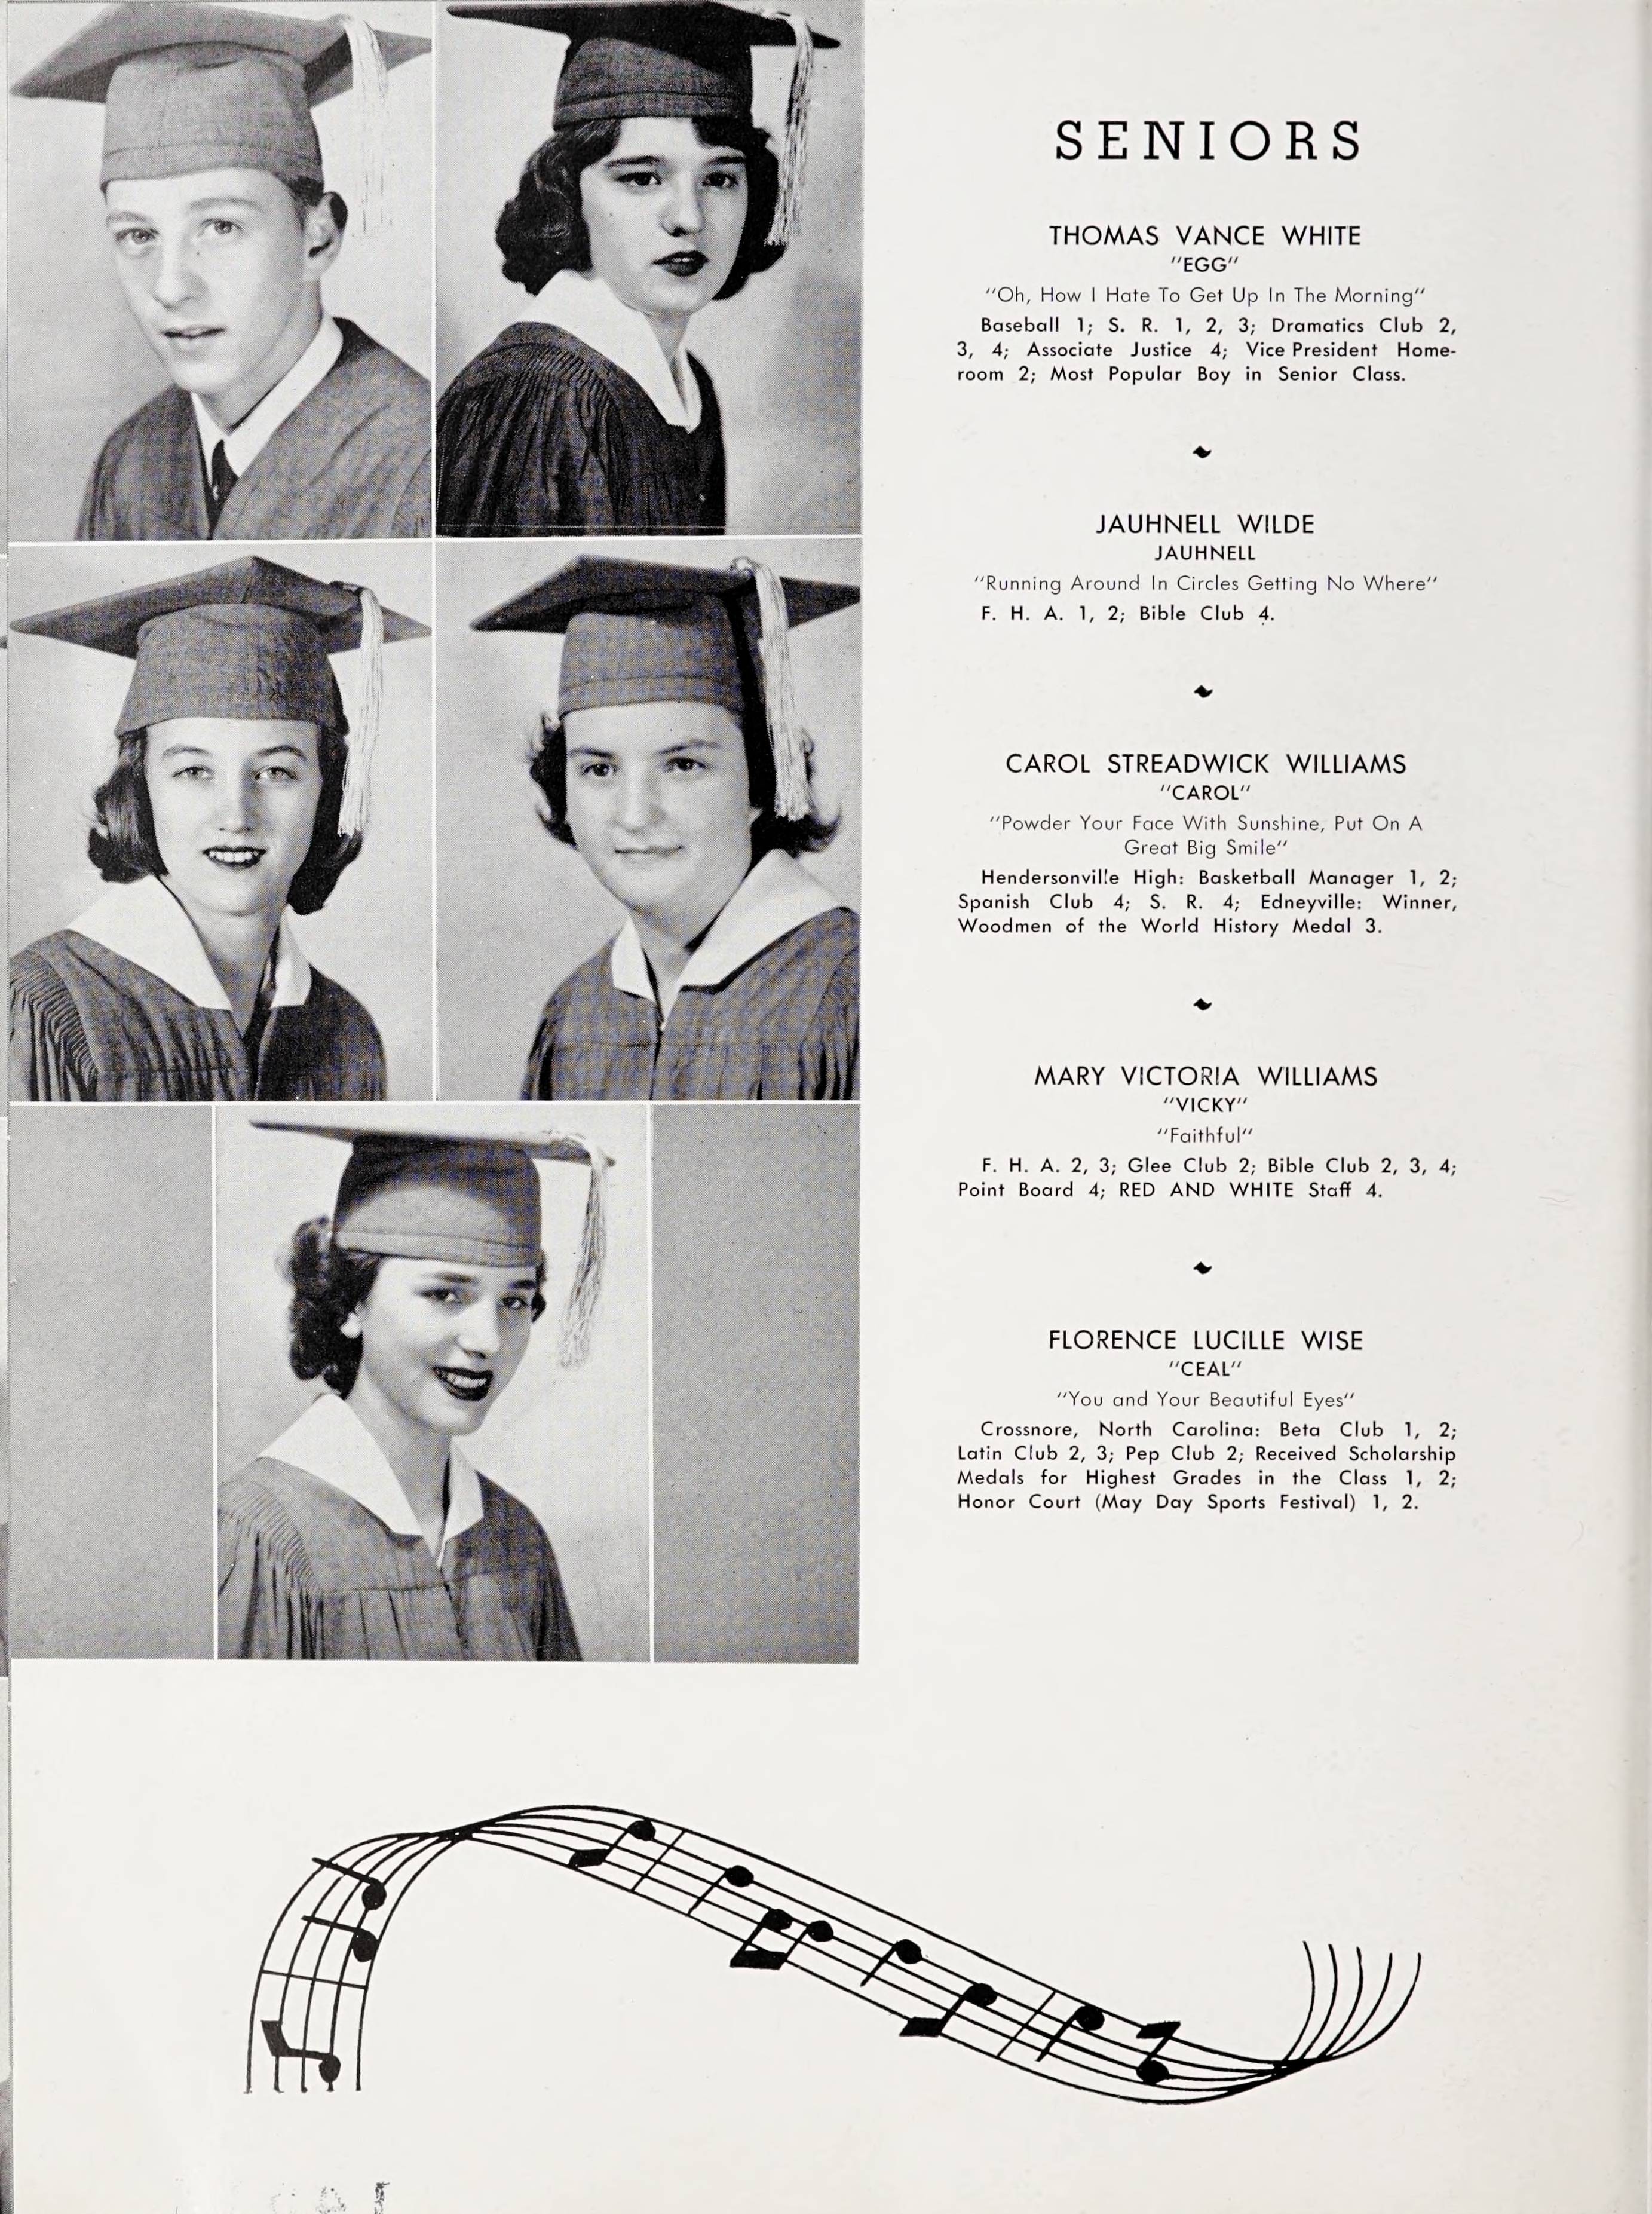 SENIORS
THOMAS VANCE WHITE
"EGG"
"Oh, How I Hate To Get Up In The Morning"
Baseball 1; S. R. 1, 2, 3; Dramatics Club 2,
3, 4; Associate Justice 4; Vice President Home-
room 2; Most Popular Boy in Senior Class.
JAUHNELL WILDE
JAUHNELL
"Running Around In Circles Getting No Where"
F. H. A. 1, 2; Bible Club 4.
CAROL STREADWICK WILLIAMS
"CAROL"
"Powder Your Face With Sunshine, Put On A
Great Big Smile"
Hendersonville High: Basketball Manager 1, 2;
Spanish Club 4; S. R. 4; Edneyville: Winner,
Woodmen of the World History Medal 3.
MARY VICTORIA WILLIAMS
"VICKY"
"Faithful"
F. H. A. 2, 3; Glee Club 2; Bible Club 2, 3, 4;
Point Board 4; RED AND WHITE Staff 4.
FLORENCE LUCILLE WISE
"CEAL"
"You and Your Beautiful Eyes"
Crossnore, North Carolina: Beta Club 1, 2;
Latin Club 2, 3; Pep Club 2; Received Scholarship
Medals for Highest Grades in the Class 1, 2;
Honor Court (May Day Sports Festival) 1, 2.